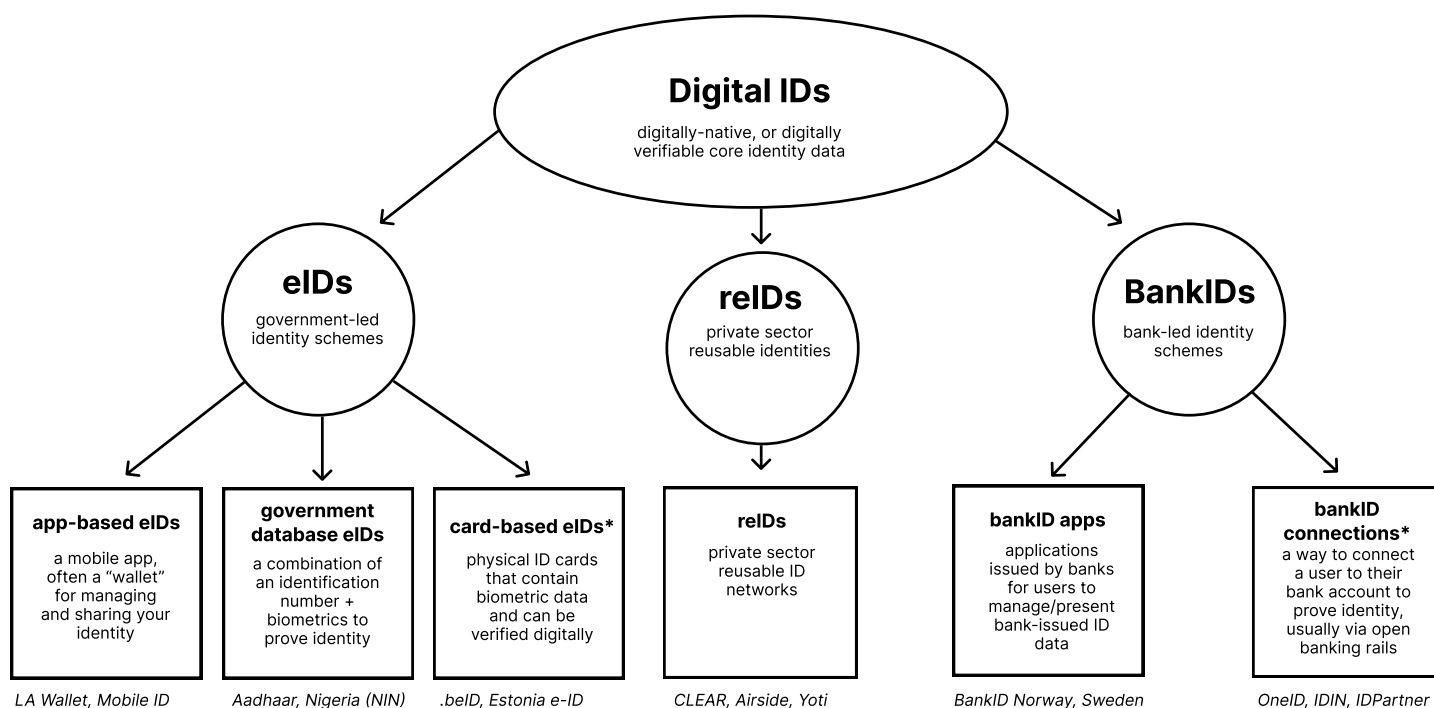 Digital IDs
digitally-native, or digitally
verifiable core identity data
eIDs
government-led
identity schemes
reIDs
private sector
reusable identities
BankIDs
bank-led identity
schemes
app-based eIDs
a mobile app,
often a “wallet”
for managing
and sharing your
identity
LA Wallet, Mobile ID
government
database eIDs
a combination of
an identification
number +
biometrics to
prove identity
Aadhaar, Nigeria (NIN)
card-based eIDs*
physical ID cards
that contain
biometric data
and can be
verified digitally
.beID, Estonia e-ID
reIDs
private sector
reusable ID
networks
CLEAR, Airside, Yoti
bankID apps
applications
issued by banks
for users to
manage/present
bank-issued ID
data
BankID Norway, Sweden
bankID
connections*
a way to connect
a user to their
bank account to
prove identity,
usually via open
banking rails
OneID, IDIN, IDPartner